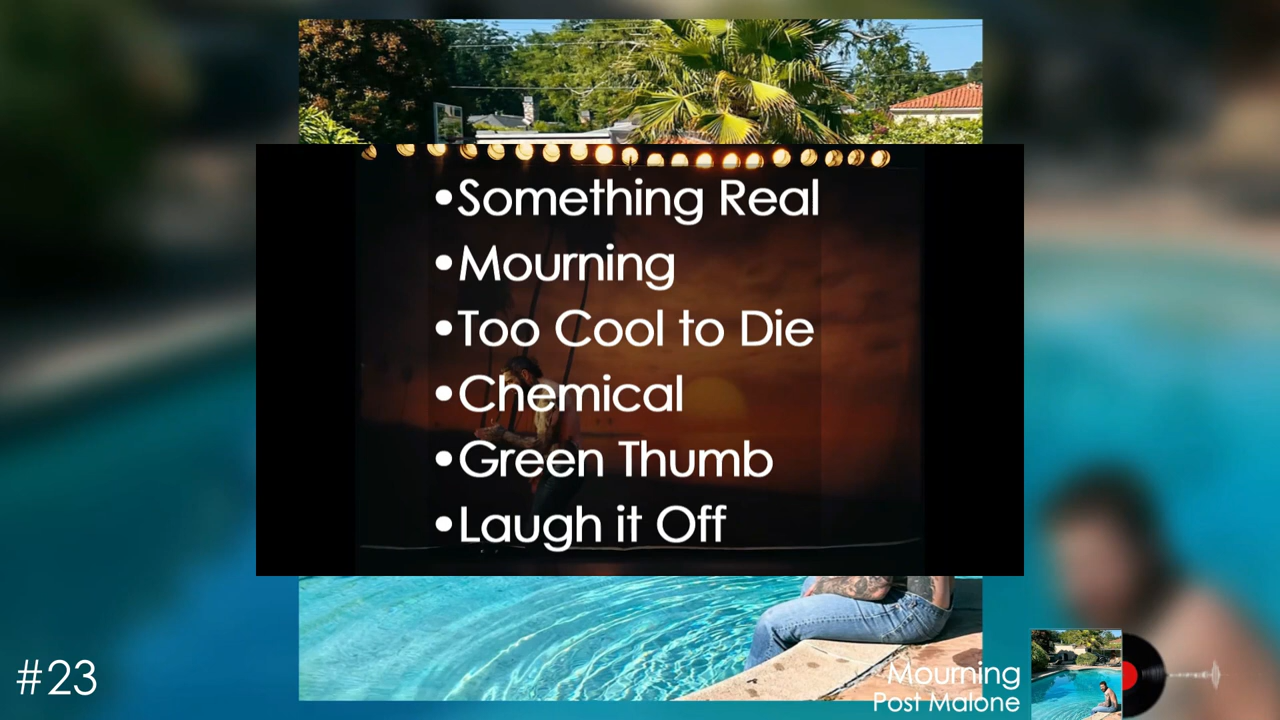 •Something Real
•Mourning
•Too Cool to Die
•Chemical
•Green Thumb
•Laugh it Off
#23
Mourning
Post Malone